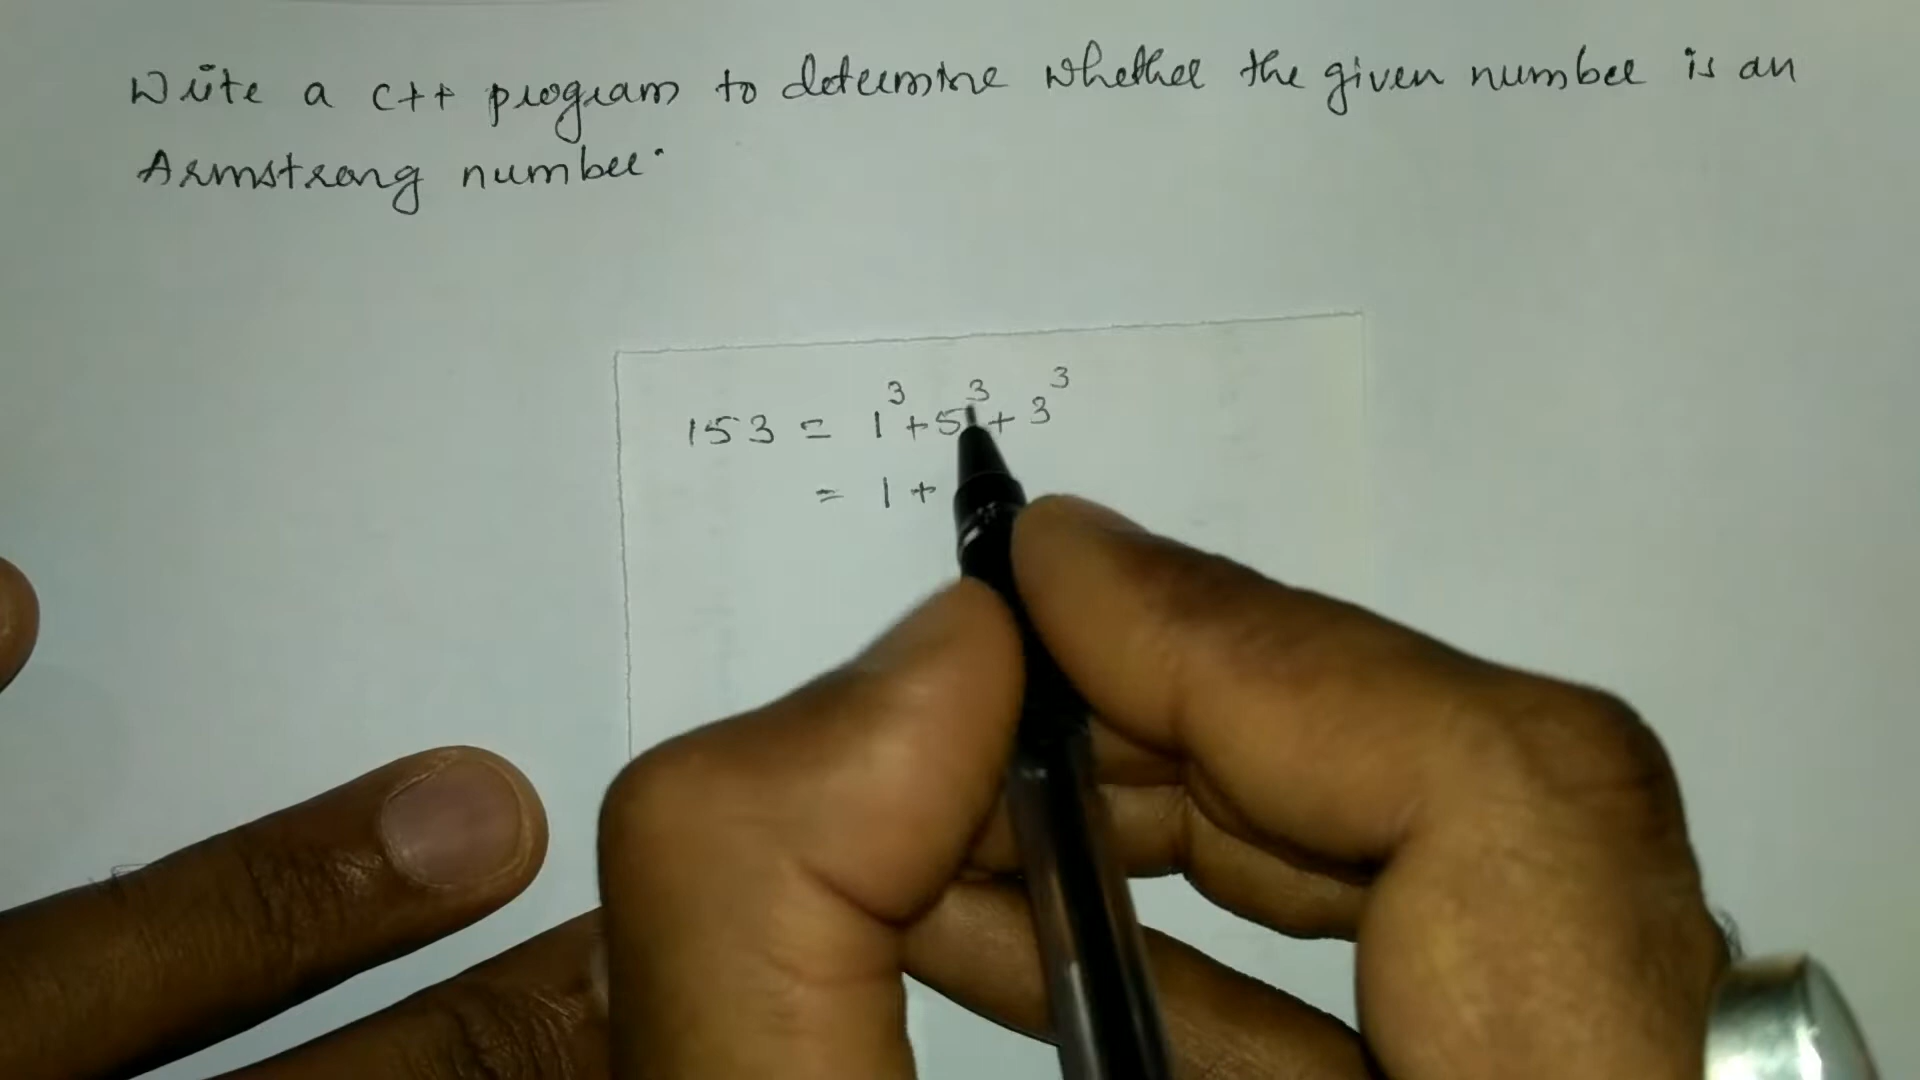 Write a c++ program to determine whether the given number is an
Armstrong number.
153 = 1³ + 5³ + 3³
= 1 +